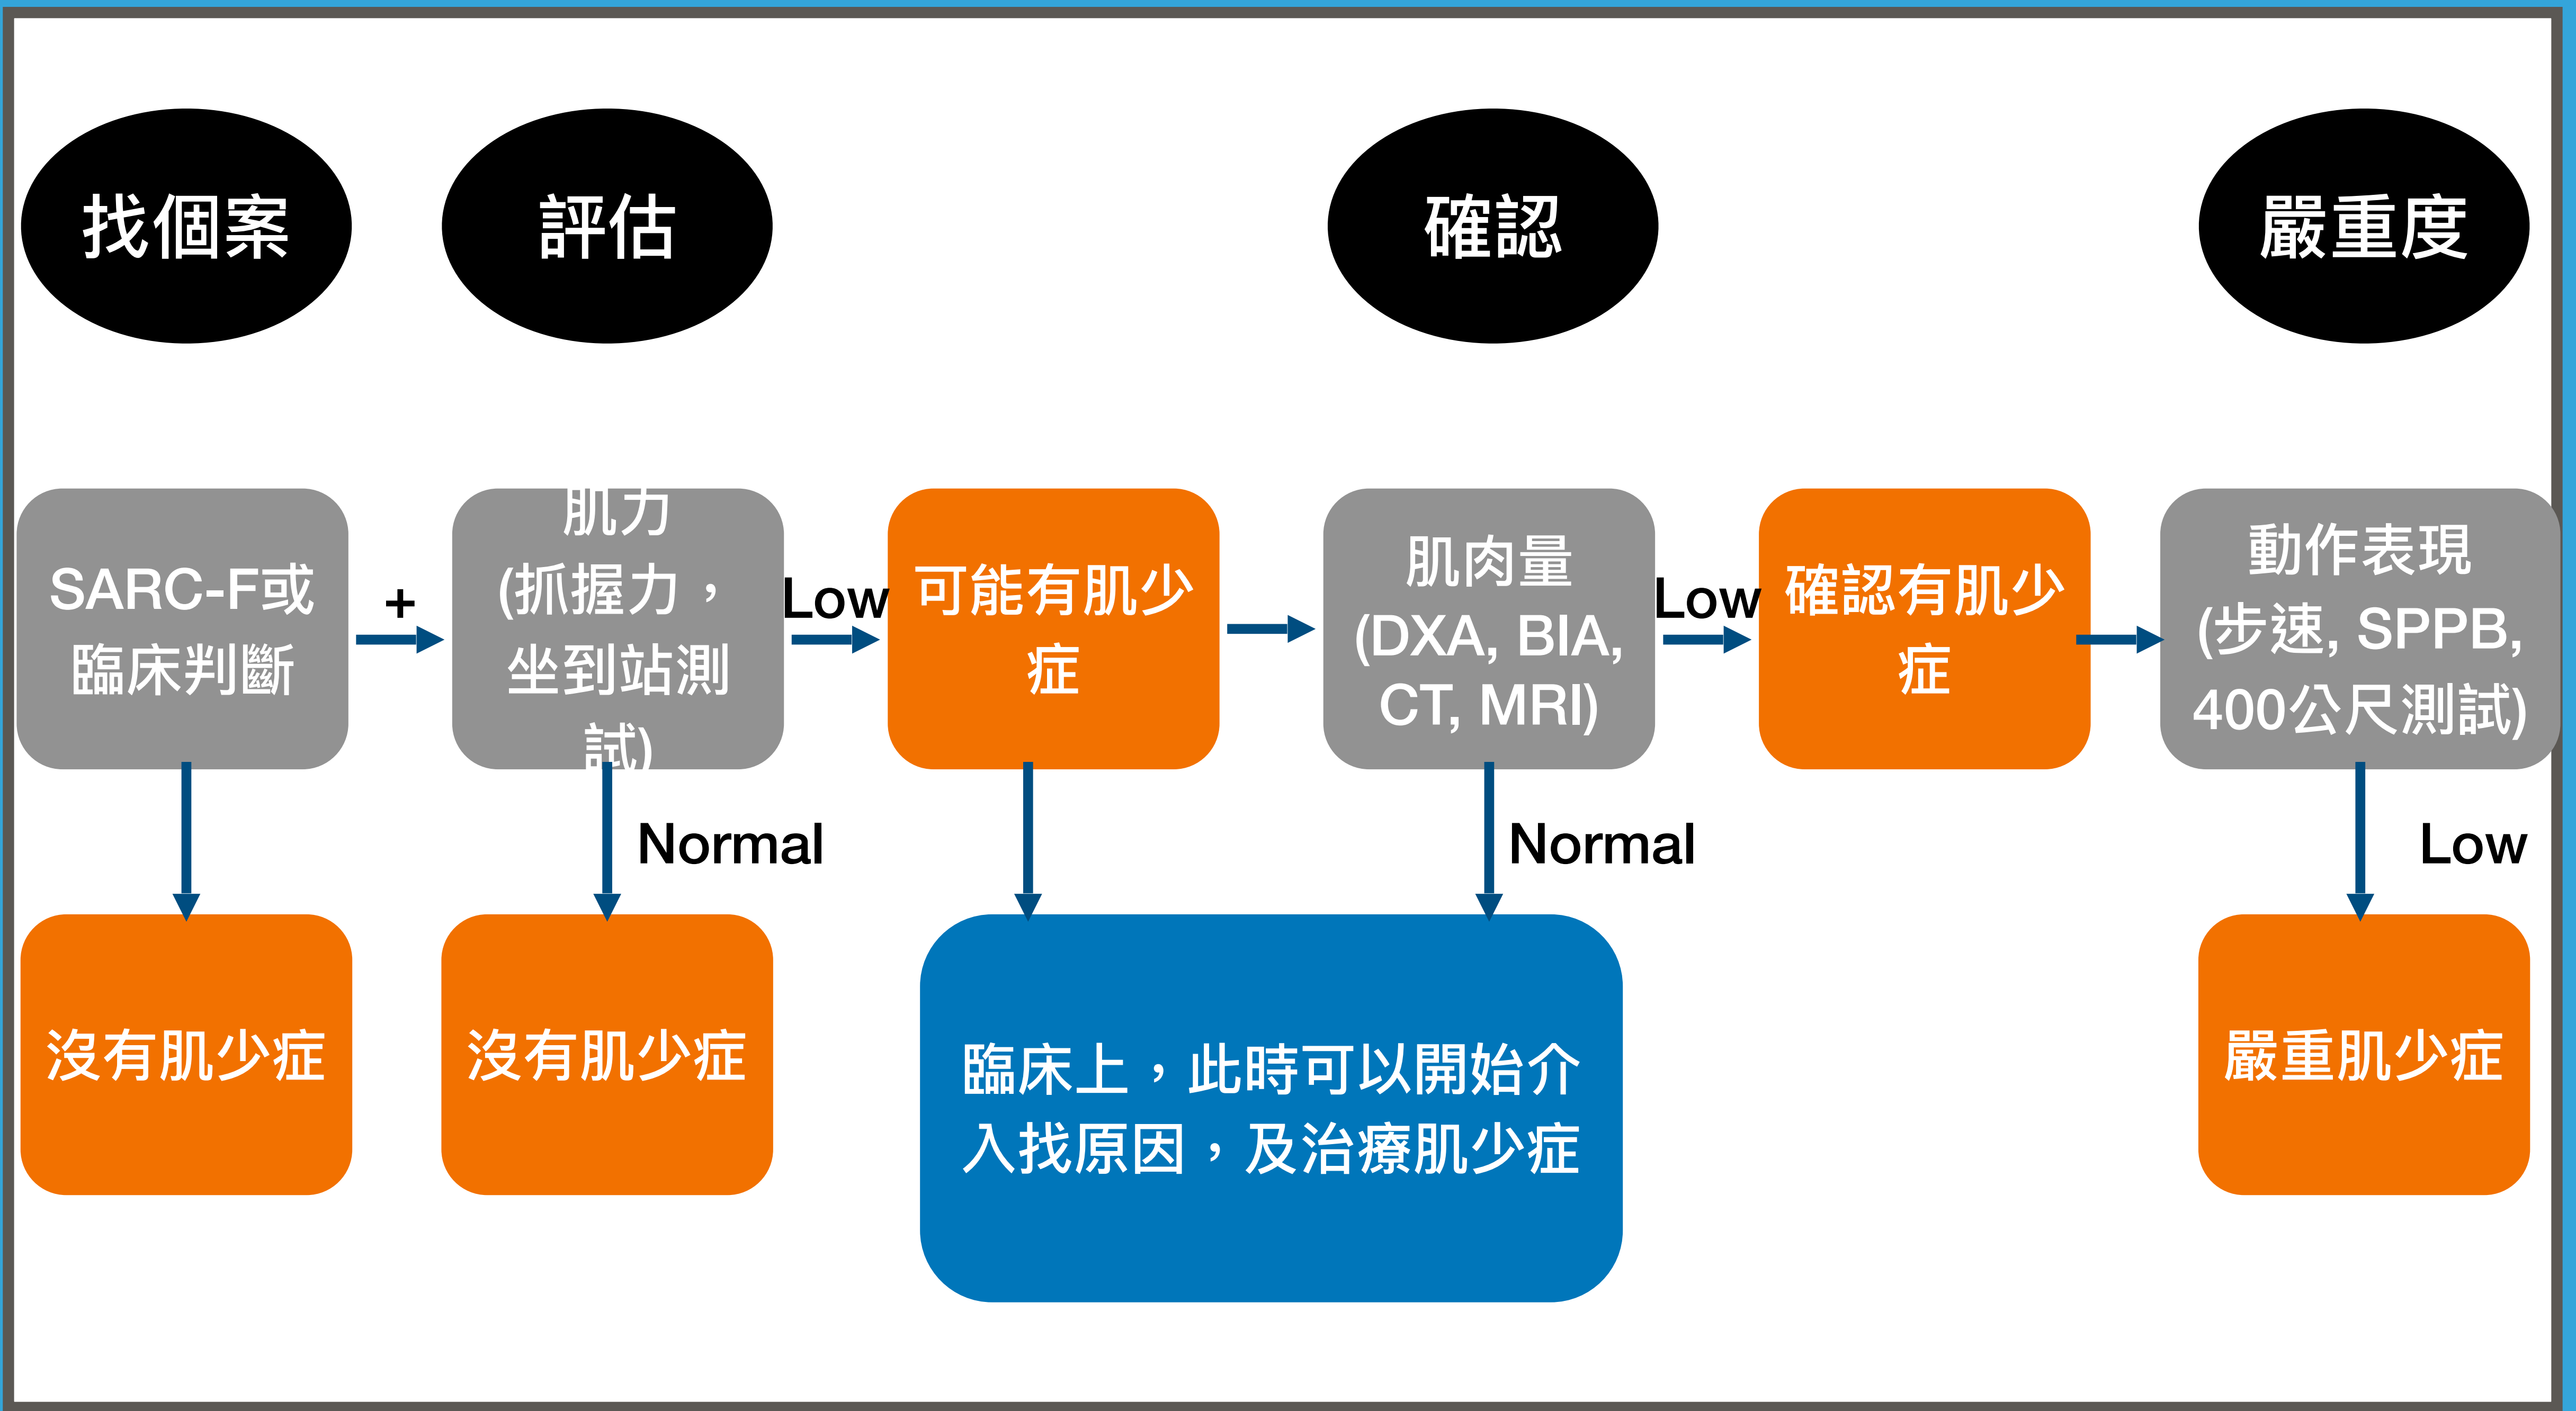 找個案
評估
確認
嚴重度
SARC-F或
臨床判斷
+
肌力
(抓握力，
坐到站測
試)
Low
可能有肌少
症
肌肉量
(DXA, BIA,
CT, MRI)
Low
確認有肌少
症
動作表現
(步速, SPPB,
400公尺測試)
Normal
Normal
Low
沒有肌少症
沒有肌少症
臨床上，此時可以開始介
入找原因，及治療肌少症
嚴重肌少症